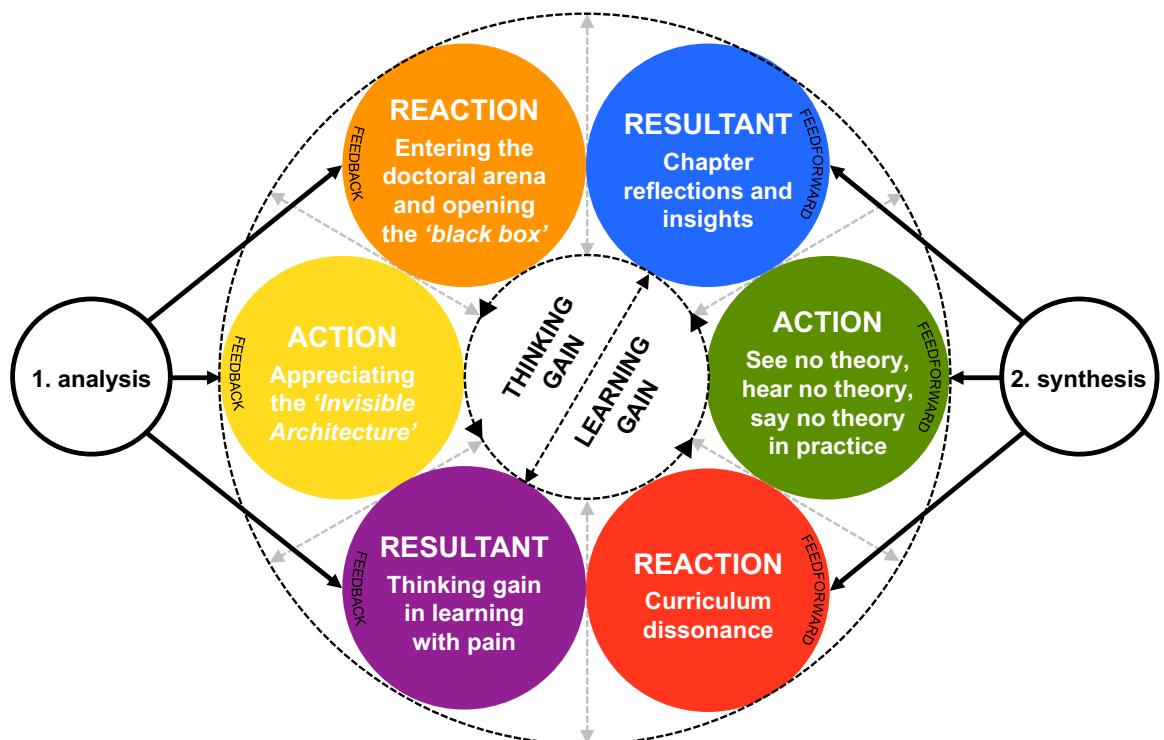 REACTION
Entering the
doctoral arena
and opening
the ‘black box’
FEEDBACK
RESULTANT
Chapter
reflections and
insights
FEEDFORWARD
1. analysis
ACTION
Appreciating
the ‘Invisible
Architecture’
FEEDBACK
THINKING
GAIN
LEARNING
GAIN
ACTION
See no theory,
hear no theory,
say no theory
in practice
FEEDFORWARD
2. synthesis
RESULTANT
Thinking gain
in learning
with pain
FEEDBACK
REACTION
Curriculum
dissonance
FEEDFORWARD